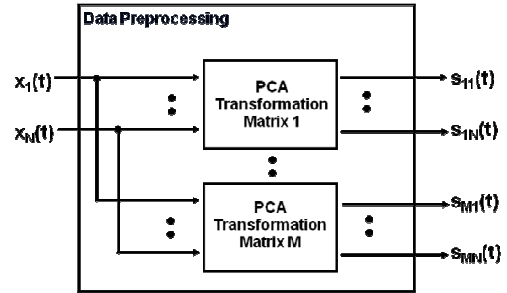 Data Preprocessing
x1(t)
xN(t)
PCA
Transformation
Matrix 1
s11(t)
s1N(t)
PCA
Transformation
Matrix M
sM1(t)
sMN(t)